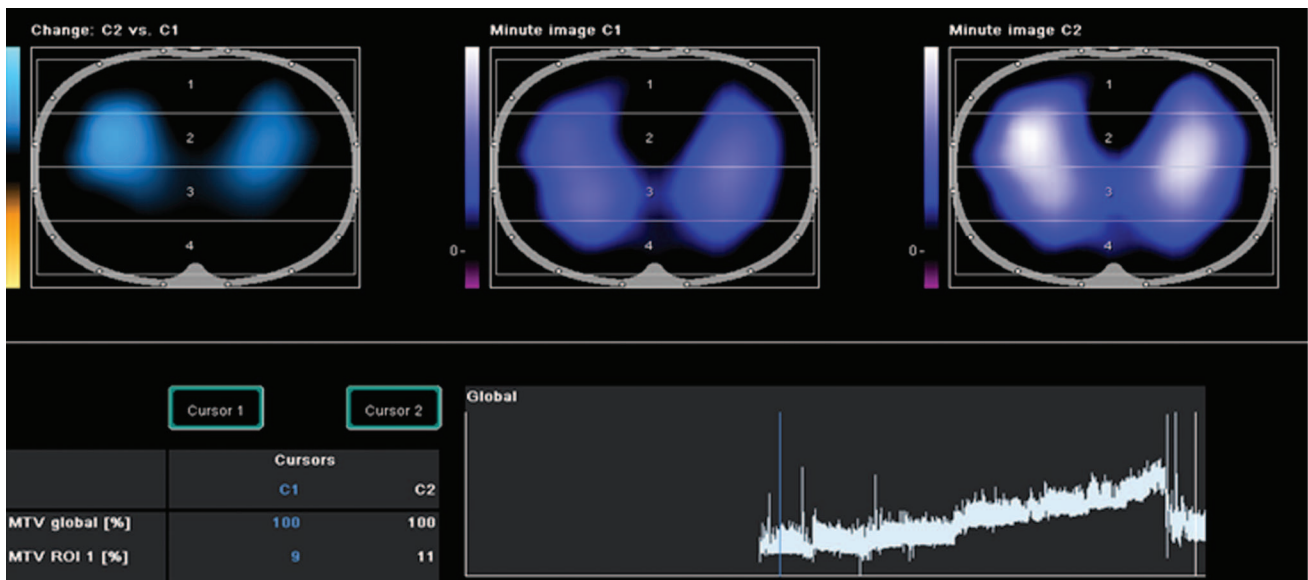 Change: C2 vs. C1
Minute image C1
Minute image C2
1
2
3
4
1
2
3
4
0-
1
2
3
4
0-
Cursor 1
Cursor 2
Global
Cursors
C1
C2
MTV global [%]
100
100
MTV ROI 1 [%]
9
11